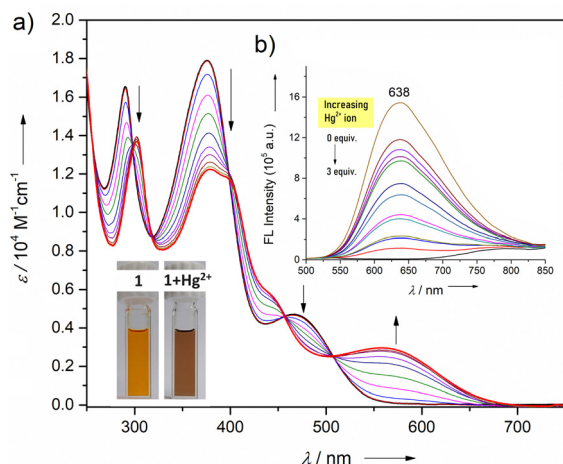 a)
b)
2.0
1.8
1.6
1.4
1.2
1.0
0.8
0.6
0.4
0.2
0.0
ε / 10⁴ M⁻¹cm⁻¹
300 400 500 600 700
λ / nm
1 1+Hg²⁺
638
Increasing
Hg²⁺ ion
0 equiv.
3 equiv.
16
12
8
4
0
FL Intensity (10⁵ a.u.)
500 550 600 650 700 750 800 850
λ / nm